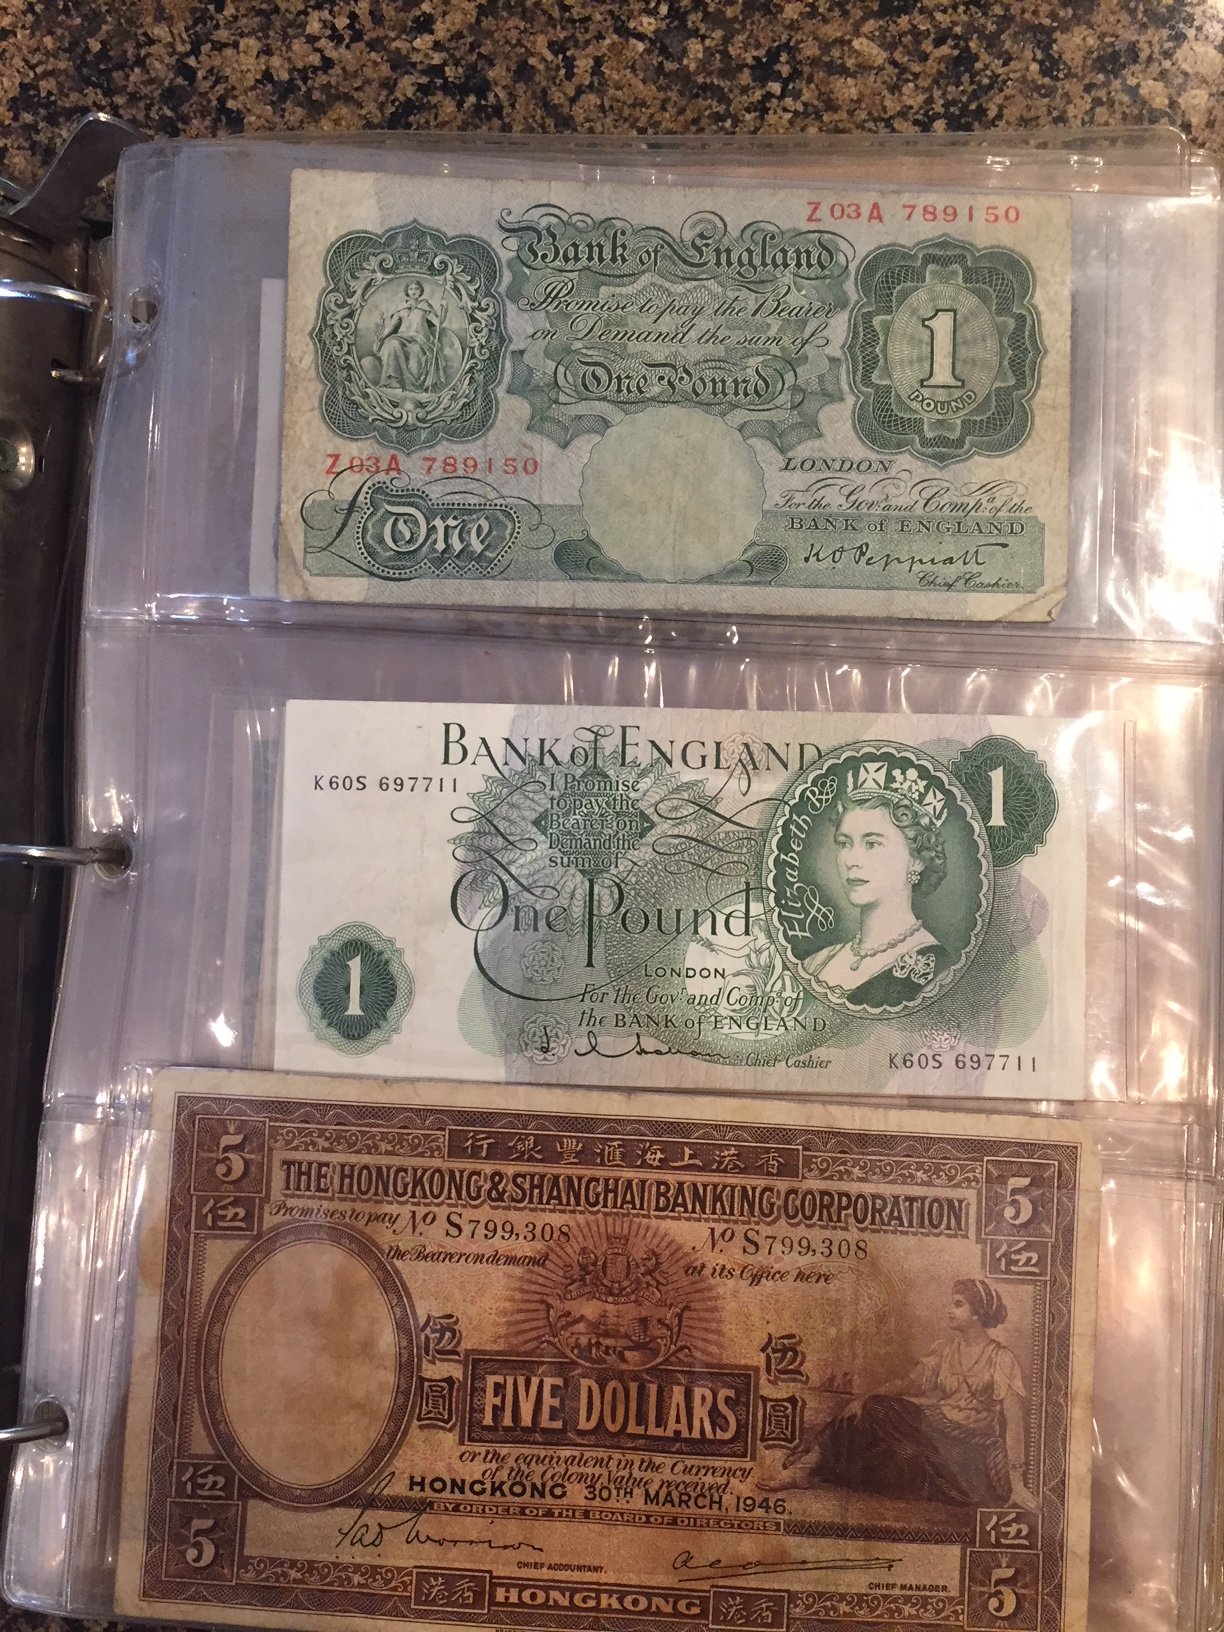 Z03A 789150
Bank of England
Promise to pay the Bearer
on Demand the sum of
One Pound
1
POUND
Z03A 789150
LONDON
For the Govr. and Compa. of the
BANK of ENGLAND
£ One
K O Peppiatt
Chief Cashier
BANK of ENGLAND
K60S 697711
I Promise
to pay the
Bearer on
Demand the
sum of
One Pound
Elizabeth R
1
1
LONDON
For the Govr. and Compa. of
the BANK of ENGLAND
Chief Cashier
K60S 697711
行銀豐滙海上港香
5
THE HONGKONG & SHANGHAI BANKING CORPORATION
5
伍
Promises to pay No S799,308
No S799,308
伍
the Bearer on demand
at its Office here
伍圓
FIVE DOLLARS
伍圓
or the equivalent in the Currency
of the Colony Value received.
HONGKONG 30TH MARCH, 1946.
BY ORDER OF THE BOARD OF DIRECTORS
伍
伍
5
CHIEF ACCOUNTANT.
CHIEF MANAGER.
港香
HONGKONG
港香
5